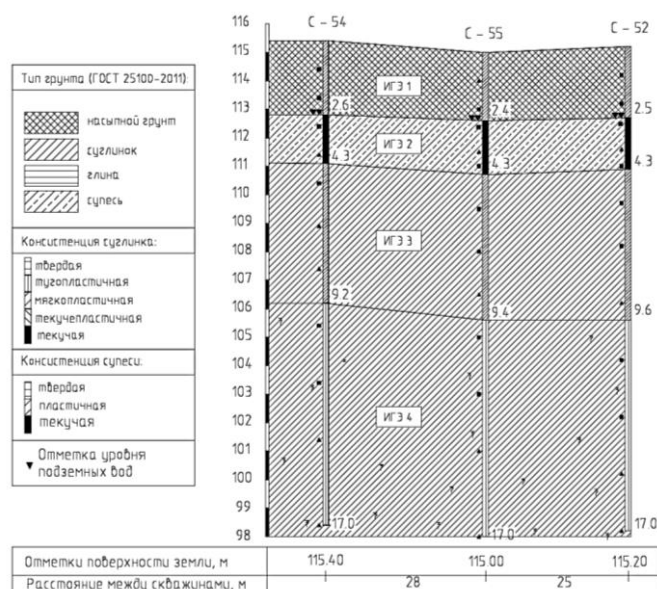 116
115
114
113
112
111
110
109
108
107
106
105
104
103
102
101
100
99
98
С - 54
С - 55
С - 52
Тип грунта (ГОСТ 25100-2011):
насыпной грунт
суглинок
глина
супесь
Консистенция суглинка:
твердая
тугопластичная
мягкопластичная
текучепластичная
текучая
Консистенция супеси:
твердая
пластичная
текучая
Отметка уровня
подземных вод
ИГЭ 1
2.6
2.4
2.5
ИГЭ 2
4.3
4.3
4.3
ИГЭ 3
9.2
9.4
9.6
ИГЭ 4
17.0
17.0
17.0
Отметки поверхности земли, м 115.40 115.00 115.20
Расстояние между скважинами, м 28 25